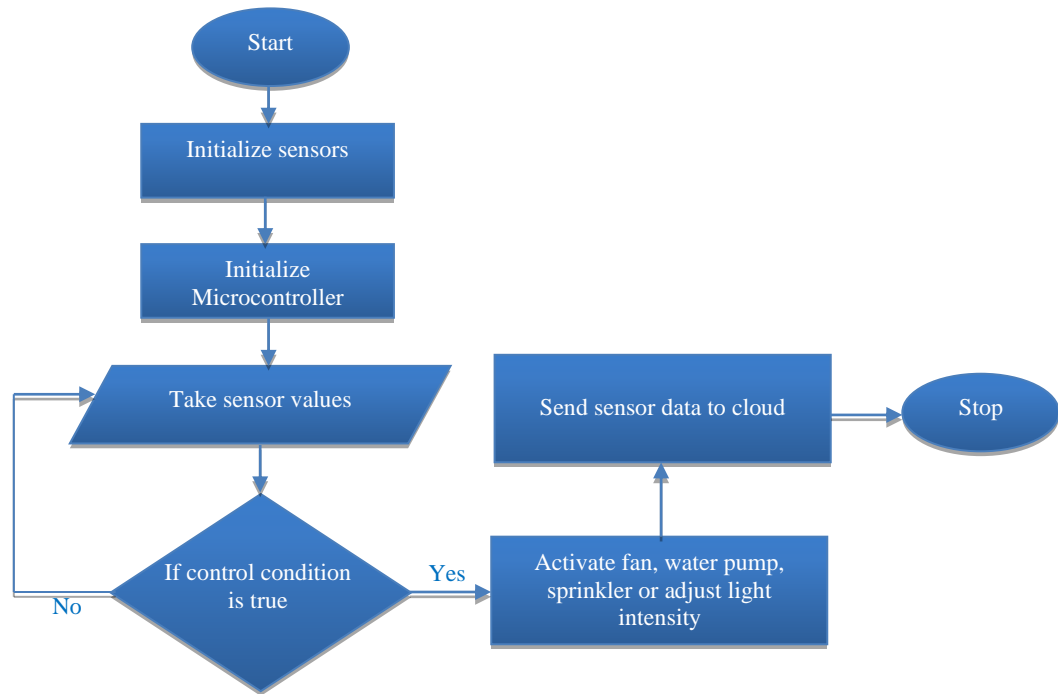 Start
Initialize sensors
Initialize
Microcontroller
Take sensor values
If control condition
is true
No
Yes
Activate fan, water pump,
sprinkler or adjust light
intensity
Send sensor data to cloud
Stop